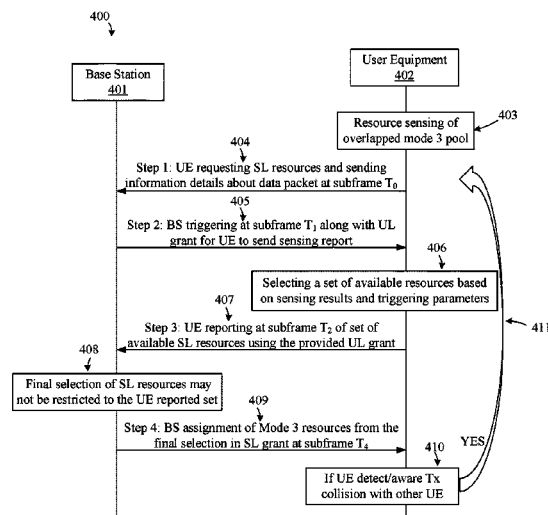 400
Base Station
401
User Equipment
402
Resource sensing of
overlapped mode 3 pool
403
404
Step 1: UE requesting SL resources and sending
information details about data packet at subframe T0
405
Step 2: BS triggering at subframe T1 along with UL
grant for UE to send sensing report
406
Selecting a set of available resources based
on sensing results and triggering parameters
407
Step 3: UE reporting at subframe T2 of set of
available SL resources using the provided UL grant
411
408
Final selection of SL resources may
not be restricted to the UE reported set
409
Step 4: BS assignment of Mode 3 resources from the
final selection in SL grant at subframe T4
410
YES
If UE detect/aware Tx
collision with other UE